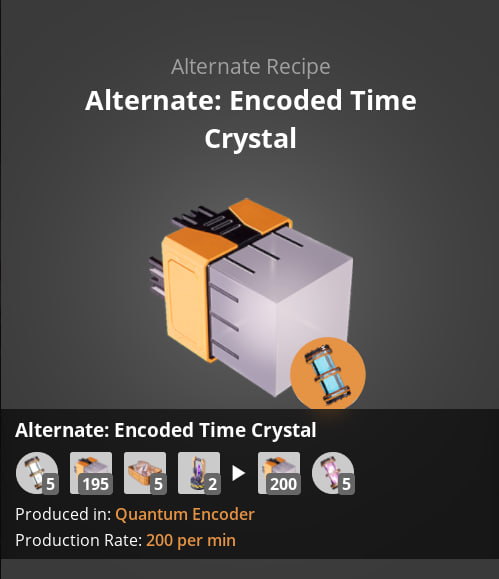 Alternate Recipe
Alternate: Encoded Time
Crystal
Alternate: Encoded Time Crystal
5 195 5 2 200 5
Produced in: Quantum Encoder
Production Rate: 200 per min